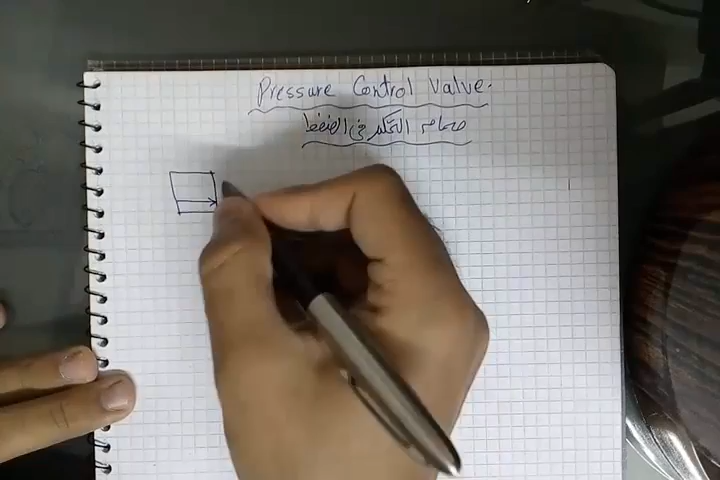 Pressure Control Valve.
صمام التحكم في الضغط